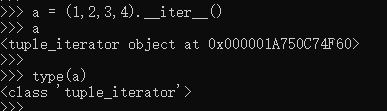 >>> a = (1,2,3,4).__iter__()
>>> a
<tuple_iterator object at 0x000001A750C74F60>
>>>
>>> type(a)
<class 'tuple_iterator'>
>>>